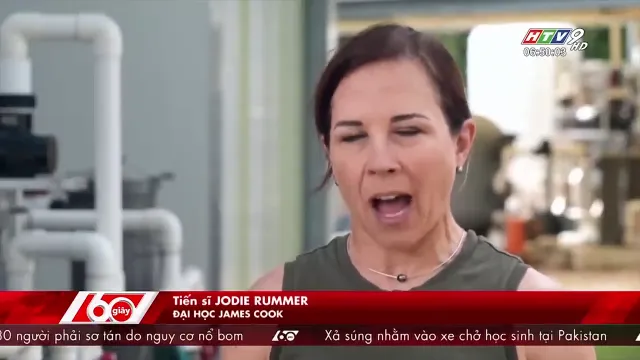 HTV9 HD
06:50:03
60 giây
Tiến sĩ JODIE RUMMER
ĐẠI HỌC JAMES COOK
30 người phải sơ tán do nguy cơ nổ bom 60 Xả súng nhằm vào xe chở học sinh tại Pakistan